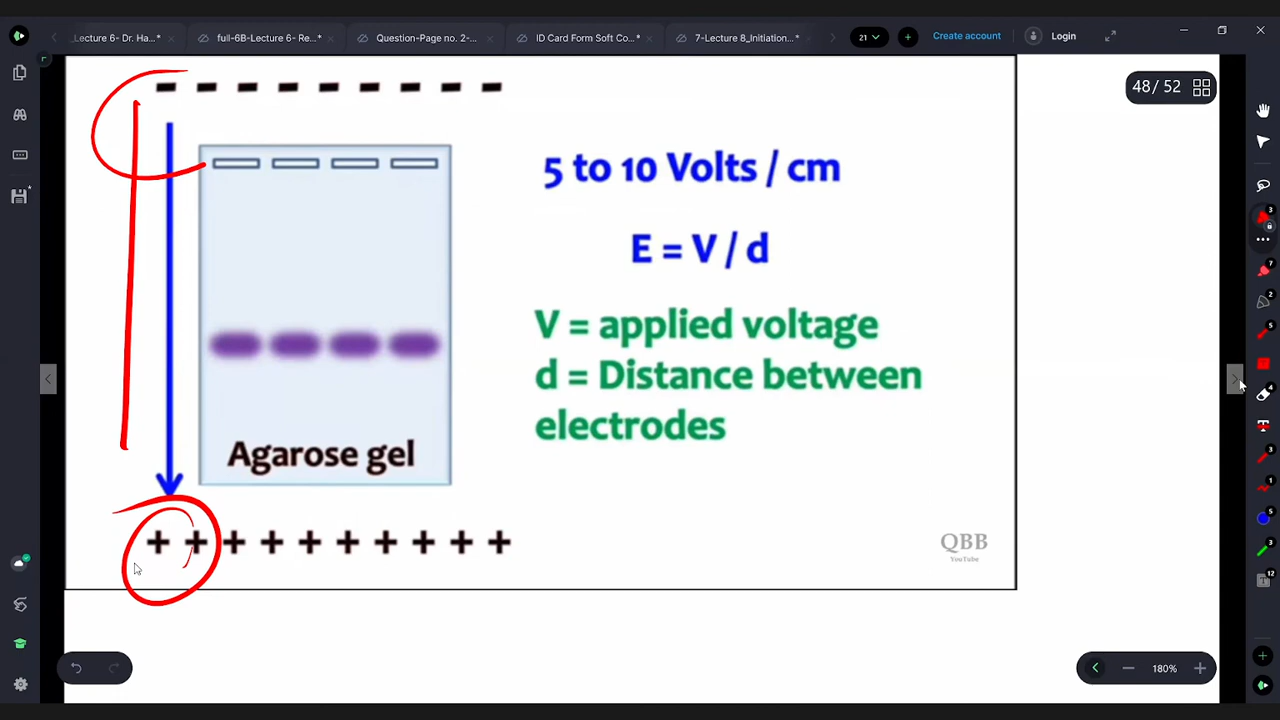 _Lecture 6- Dr. Ha...*
full-6B-Lecture 6- Re...*
Question-Page no. 2-...
ID Card Form Soft Co...*
7-Lecture 8_Initiation...*
21
Create account
Login
48/ 52
- - - - - - - - -
5 to 10 Volts / cm
E = V / d
V = applied voltage
d = Distance between
electrodes
Agarose gel
+ + + + + + + + + +
QBB
YouTube
180%